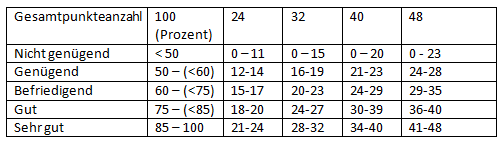 Gesamtpunkteanzahl 100 (Prozent) 24 32 40 48
Nicht genügend < 50 0 – 11 0 – 15 0 – 20 0 - 23
Genügend 50 – (<60) 12-14 16-19 21-23 24-28
Befriedigend 60 – (<75) 15-17 20-23 24-29 29-35
Gut 75 – (<85) 18-20 24-27 30-39 36-40
Sehr gut 85 – 100 21-24 28-32 34-40 41-48